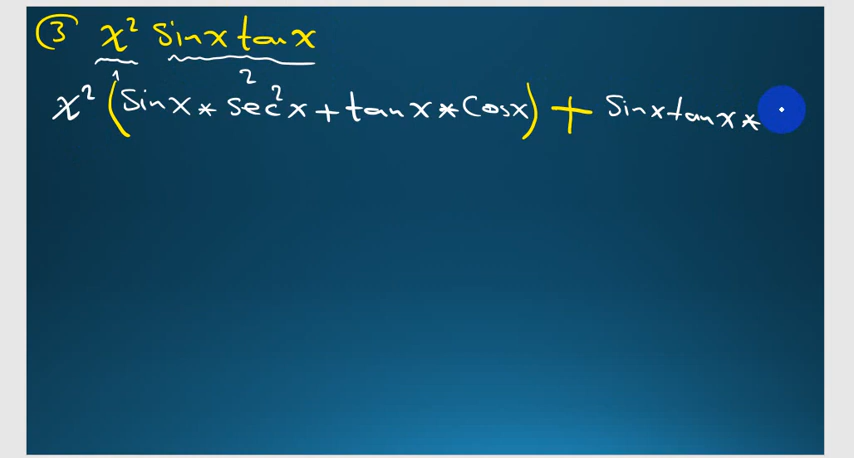 ③ x² sinx tanx
1 2
x² (sinx * sec²x + tanx * cosx) + sinx tanx *